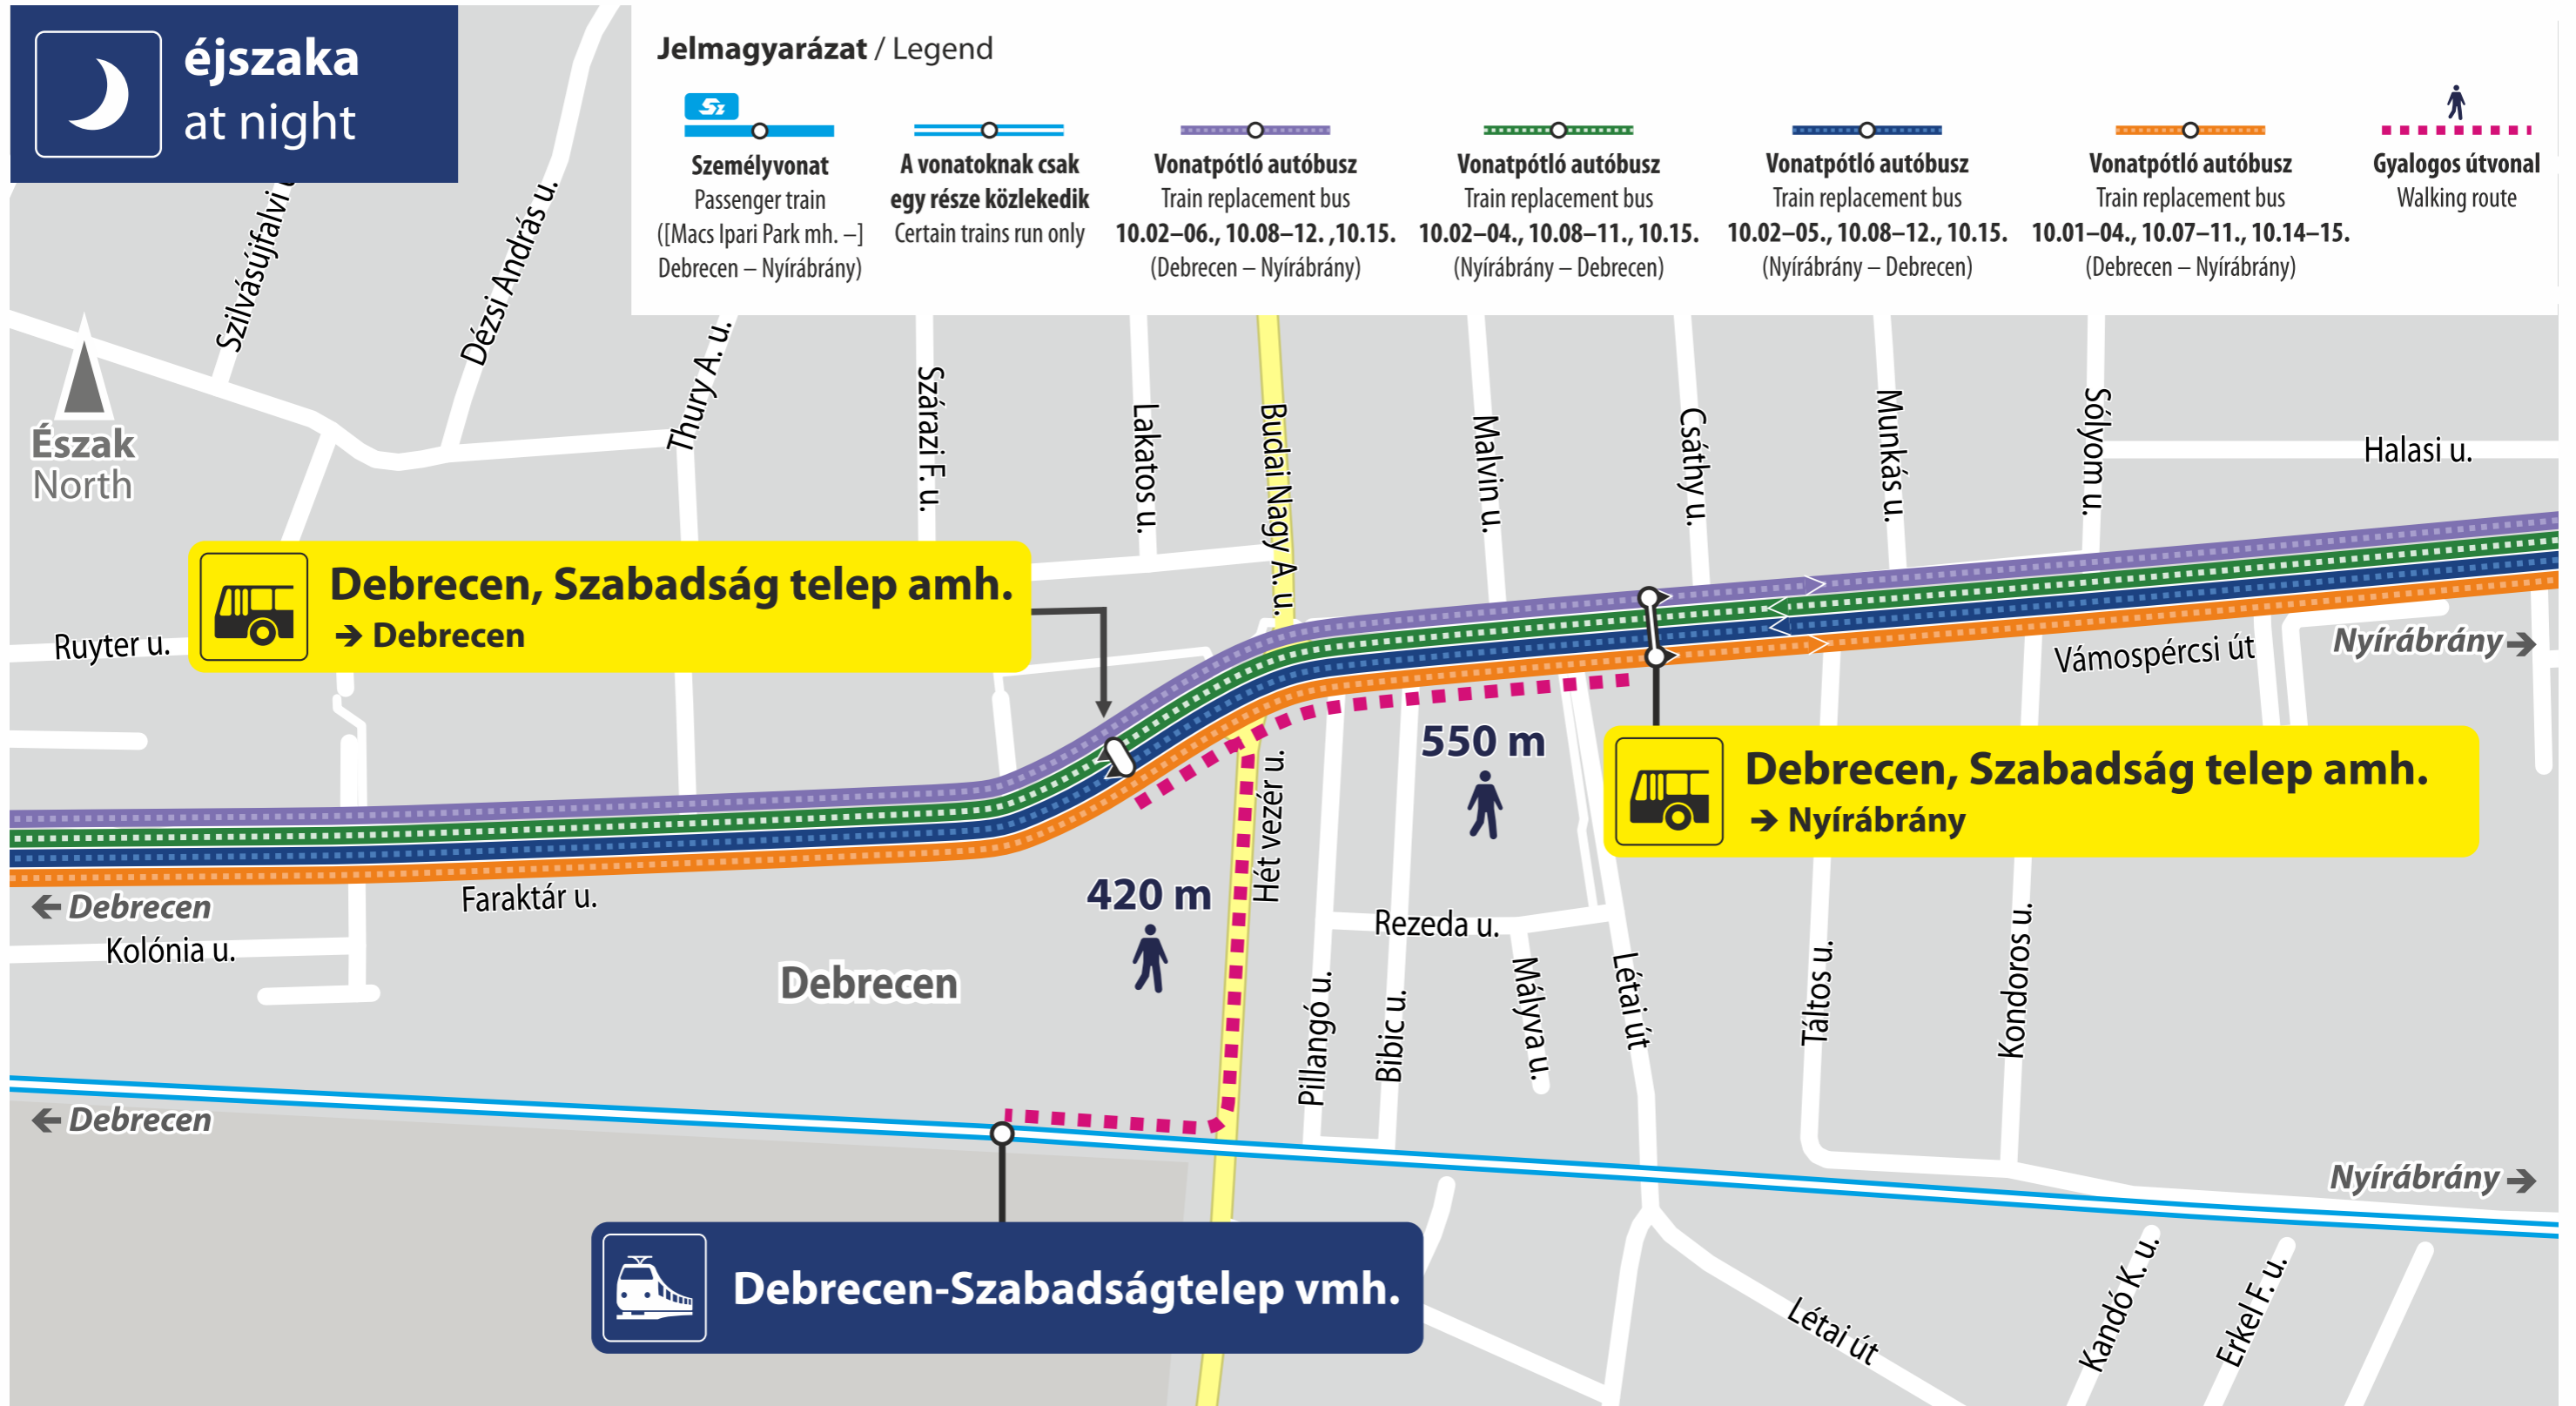 éjszaka
at night
Jelmagyarázat / Legend
Sz
Személyvonat
Passenger train
([Macs Ipari Park mh. –]
Debrecen – Nyírábrány)
A vonatoknak csak
egy része közlekedik
Certain trains run only
Vonatpótló autóbusz
Train replacement bus
10.02–06., 10.08–12. ,10.15.
(Debrecen – Nyírábrány)
Vonatpótló autóbusz
Train replacement bus
10.02–04., 10.08–11., 10.15.
(Nyírábrány – Debrecen)
Vonatpótló autóbusz
Train replacement bus
10.02–05., 10.08–12., 10.15.
(Nyírábrány – Debrecen)
Vonatpótló autóbusz
Train replacement bus
10.01–04., 10.07–11., 10.14–15.
(Debrecen – Nyírábrány)
Gyalogos útvonal
Walking route
Szilvásújfalvi u.
Dézsi András u.
Thury A. u.
Szárazi F. u.
Lakatos u.
Budai Nagy A. u.
Malvin u.
Csáthy u.
Munkás u.
Sólyom u.
Halasi u.
Észak
North
Debrecen, Szabadság telep amh.
→ Debrecen
Ruyter u.
Vámospércsi út
Nyírábrány →
550 m
Debrecen, Szabadság telep amh.
→ Nyírábrány
Hét vezér u.
420 m
← Debrecen
Faraktár u.
Kolónia u.
Debrecen
Rezeda u.
Pillangó u.
Bibic u.
Mályva u.
Létai út
Táltos u.
Kondoros u.
← Debrecen
Nyírábrány →
Debrecen-Szabadságtelep vmh.
Létai út
Kandó K. u.
Erkel F. u.